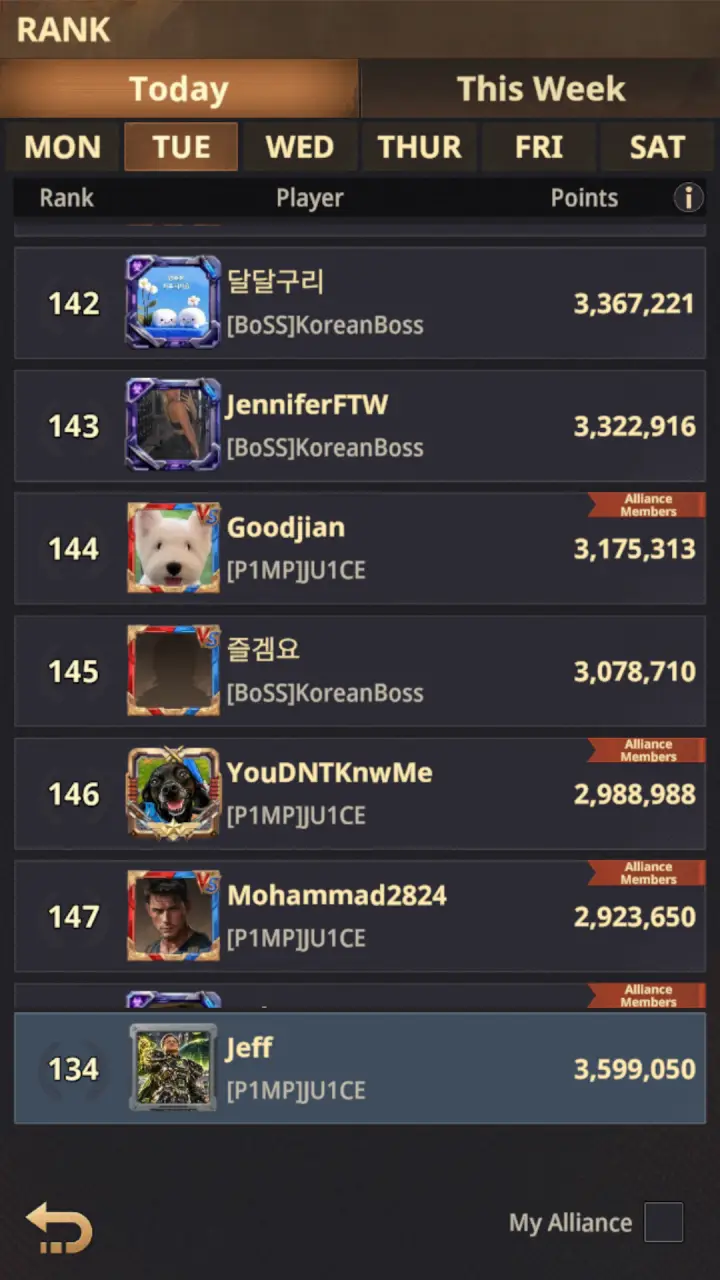 RANK
Today
This Week
MON
TUE
WED
THUR
FRI
SAT
Rank
Player
Points
142
달달구리
[BoSS]KoreanBoss
3,367,221
143
JenniferFTW
[BoSS]KoreanBoss
3,322,916
Alliance
Members
144
Goodjian
[P1MP]JU1CE
3,175,313
145
즐겜요
[BoSS]KoreanBoss
3,078,710
Alliance
Members
146
YouDNTKnwMe
[P1MP]JU1CE
2,988,988
Alliance
Members
147
Mohammad2824
[P1MP]JU1CE
2,923,650
Alliance
Members
134
Jeff
[P1MP]JU1CE
3,599,050
My Alliance